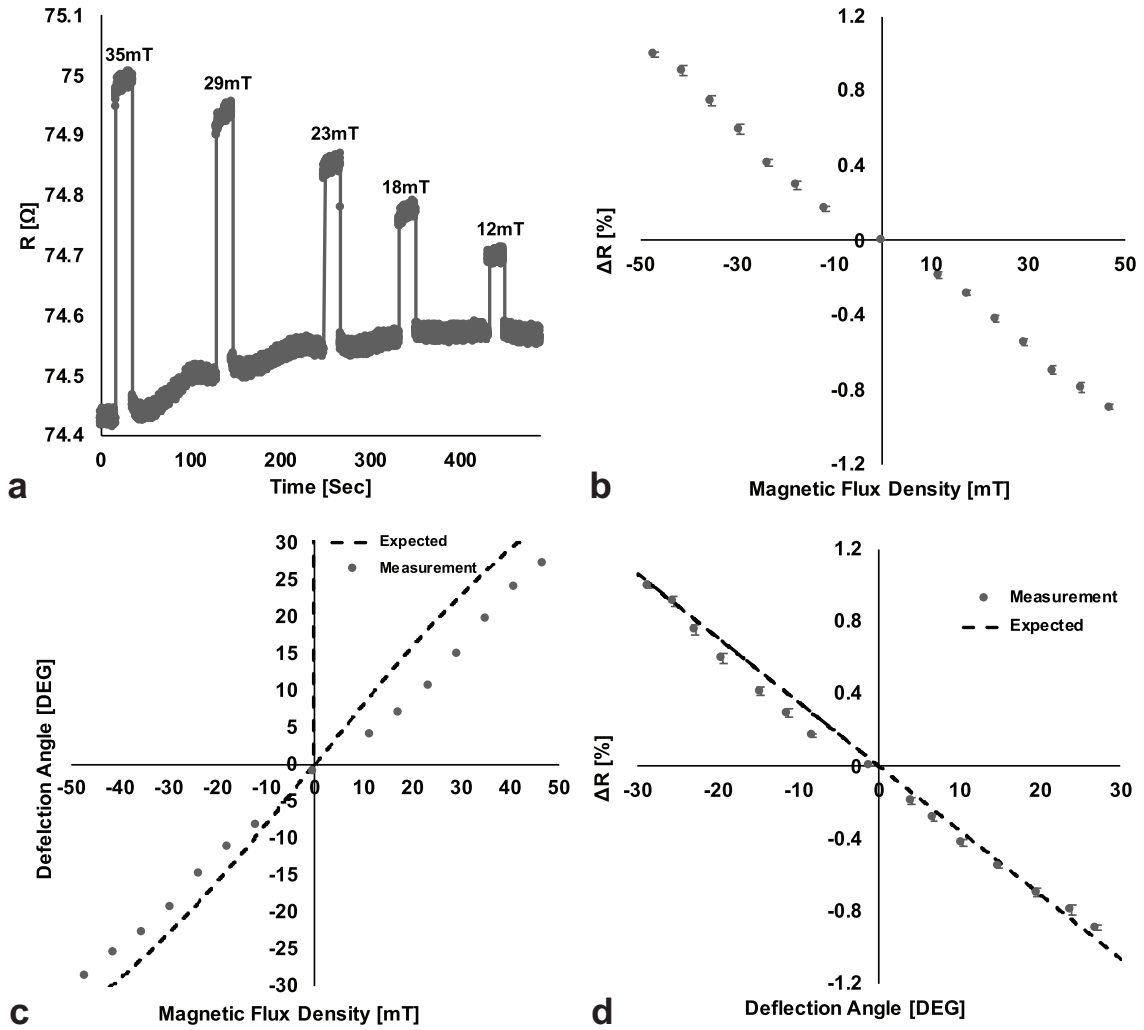 75.1
75
74.9
74.8
74.7
74.6
74.5
74.4
R [Ω]
35mT
29mT
23mT
18mT
12mT
0 100 200 300 400
Time [Sec]
a
1.2
0.8
0.4
0
-0.4
-0.8
-1.2
ΔR [%]
-50 -30 -10 10 30 50
Magnetic Flux Density [mT]
b
30
25
20
15
10
5
0
-5
-10
-15
-20
-25
-30
Expected
Measurement
Defelction Angle [DEG]
-50 -40 -30 -20 -10 0 10 20 30 40 50
Magnetic Flux Density [mT]
c
1.2
0.8
0.4
0
-0.4
-0.8
-1.2
Measurement
Expected
ΔR [%]
-30 -20 -10 0 10 20 30
Deflection Angle [DEG]
d